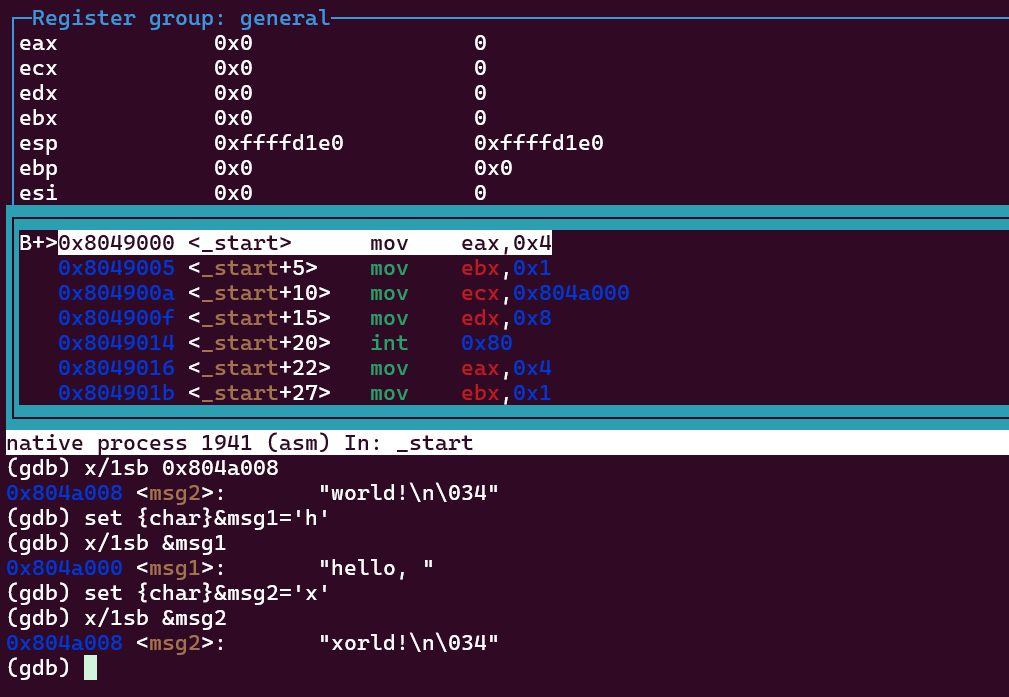 Register group: general
eax 0x0 0
ecx 0x0 0
edx 0x0 0
ebx 0x0 0
esp 0xffffd1e0 0xffffd1e0
ebp 0x0 0x0
esi 0x0 0
B+>0x8049000 <_start> mov eax,0x4
0x8049005 <_start+5> mov ebx,0x1
0x804900a <_start+10> mov ecx,0x804a000
0x804900f <_start+15> mov edx,0x8
0x8049014 <_start+20> int 0x80
0x8049016 <_start+22> mov eax,0x4
0x804901b <_start+27> mov ebx,0x1
native process 1941 (asm) In: _start
(gdb) x/1sb 0x804a008
0x804a008 <msg2>: "world!\n\034"
(gdb) set {char}&msg1='h'
(gdb) x/1sb &msg1
0x804a000 <msg1>: "hello, "
(gdb) set {char}&msg2='x'
(gdb) x/1sb &msg2
0x804a008 <msg2>: "xorld!\n\034"
(gdb)